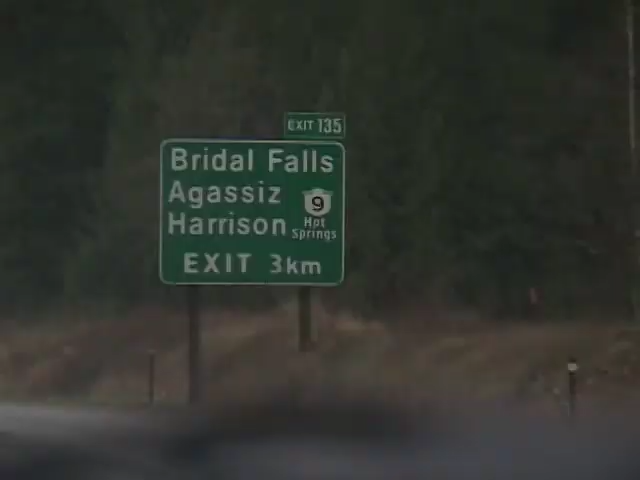 EXIT 135
Bridal Falls
Agassiz
9
Harrison Hot Springs
EXIT 3km